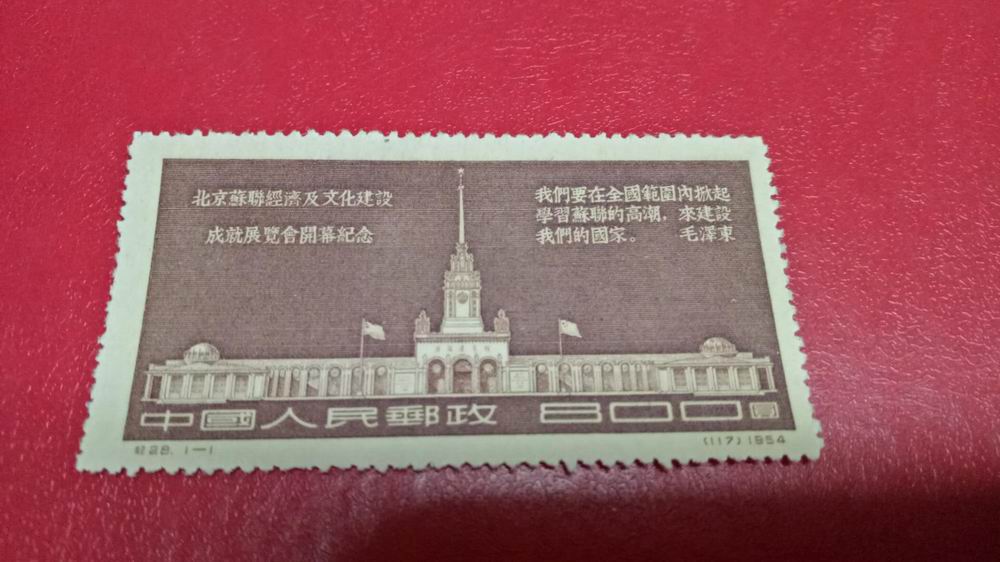 北京蘇聯經濟及文化建設
成就展覽會開幕紀念
我們要在全國範圍內掀起
學習蘇聯的高潮，來建設
我們的國家。 毛澤東
中國人民郵政 800圓
紀28. 1—1
(117) 1954